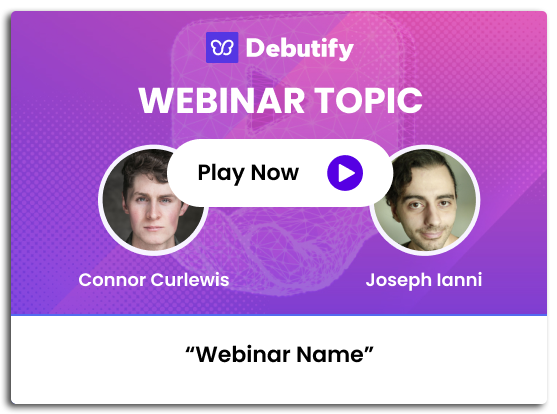 Debutify
WEBINAR TOPIC
Play Now
Connor Curlewis
Joseph Ianni
“Webinar Name”